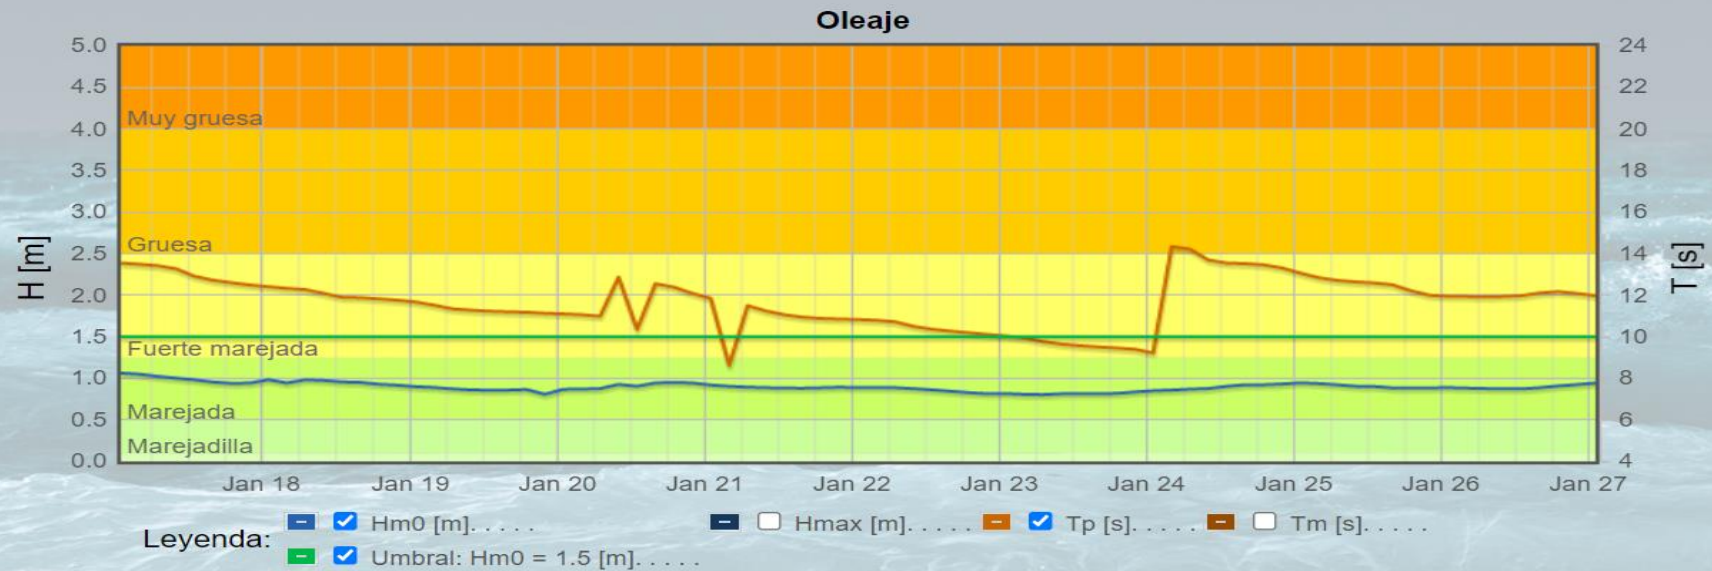 Oleaje
5.0 24
4.5 22
Muy gruesa
4.0 20
3.5 18
3.0 16
Gruesa
2.5 14
H [m] T [s]
2.0 12
1.5 10
Fuerte marejada
1.0 8
Marejada
0.5 6
Marejadilla
0.0 4
Jan 18 Jan 19 Jan 20 Jan 21 Jan 22 Jan 23 Jan 24 Jan 25 Jan 26 Jan 27
Leyenda: Hm0 [m]. . . . . Hmax [m]. . . . . Tp [s]. . . . . Tm [s]. . . . .
Umbral: Hm0 = 1.5 [m]. . . . .